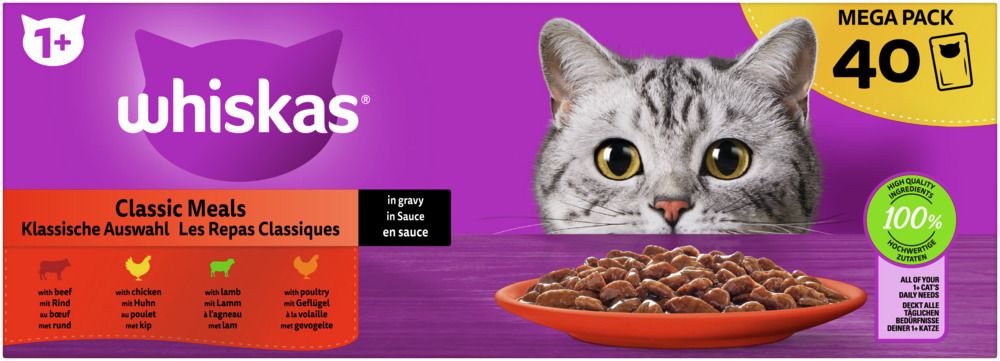 1+
whiskas®
MEGA PACK
40
Classic Meals
Klassische Auswahl Les Repas Classiques
in gravy
in Sauce
en sauce
with beef
mit Rind
au bœuf
met rund
with chicken
mit Huhn
au poulet
met kip
with lamb
mit Lamm
à l'agneau
met lam
with poultry
mit Geflügel
à la volaille
met gevogelte
HIGH QUALITY
INGREDIENTS
100%
HOCHWERTIGE
ZUTATEN
ALL OF YOUR
1+ CAT'S
DAILY NEEDS
DECKT ALLE
TÄGLICHEN
BEDÜRFNISSE
DEINER 1+ KATZE